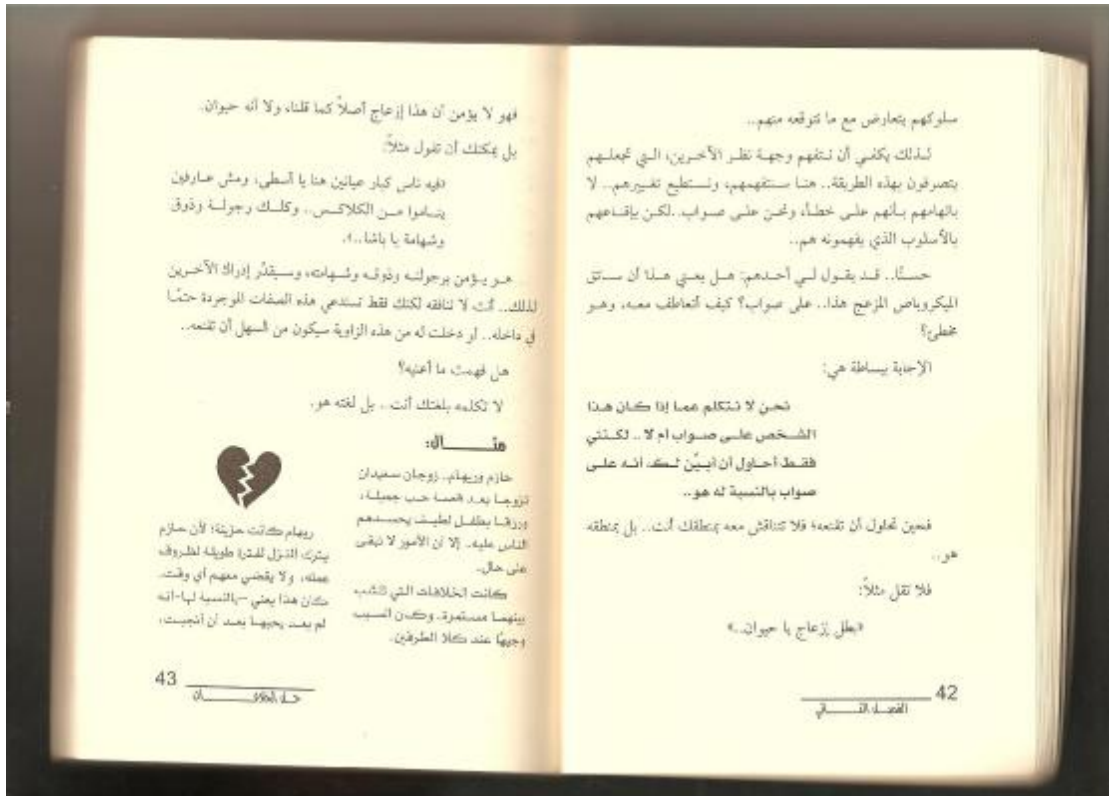 سلوكهم يتعارض مع ما نتوقعه منهم..
لذلك يكفي أن نتفهم وجهة نظر الآخرين، التي تجعلهم
يتصرفون بهذه الطريقة.. هنا سنتفهمهم، ونستطيع تغييرهم.. لا
باتهامهم بأنهم على خطأ، ونحن على صواب.. لكن بإقناعهم
بالأسلوب الذي يفهمونه هم..
حسنًا.. قد يقول لي أحدهم: هل يعني هذا أن سائق
الميكروباص المزعج هذا.. على صواب؟ كيف أتعاطف معه، وهو
مخطئ؟
الإجابة ببساطة هي:
نحن لا نتكلم عما إذا كان هذا
الشخص على صواب أم لا.. لكنني
فقط أحاول أن أبيّن لك أنه على
صواب بالنسبة له هو..
فحين تحاول أن تقنعه؛ فلا تتناقش معه بمنطقك أنت.. بل بمنطقه
هو..
فلا تقل مثلاً:
«بطل إزعاج يا حيوان..»
42
الفصل الثاني
فهو لا يؤمن أن هذا إزعاج أصلاً كما قلنا، ولا أنه حيوان.
بل يمكنك أن تقول مثلاً:
«فيه ناس كبار عيانين هنا يا أسطى، ومش عارفين
يناموا من الكلاكس.. وكلك رجولة وذوق
وشهامة يا باشا..».
هو يؤمن برجولته وذوقه وشهامته، وسيقدّر إدراك الآخرين
لذلك.. أنت لا تنافقه لكنك فقط تستدعي هذه الصفات الموجودة حتمًا
في داخله.. لو دخلت له من هذه الزاوية سيكون من السهل أن تقنعه..
هل فهمت ما أعنيه؟
لا تكلمه بلغتك أنت.. بل لغته هو.
مثـــــال:
حازم وريهام.. زوجان سعيدان
تزوجا بعد قصة حب جميلة،
ورزقا بطفل لطيف يحسدهم
الناس عليه.. إلا أن الأمور لا تبقى
على حال..
كانت الخلافات التي تنشب
بينهما مستمرة.. وكان السبب
وجيهًا عند كلا الطرفين.
ريهام كانت حزينة؛ لأن حازم
يترك المنزل لفترة طويلة لظروف
عمله، ولا يقضي معهم أي وقت..
كان هذا يعني -بالنسبة لها- أنه
لم يعد يحبها بعد أن أنجبت،
43